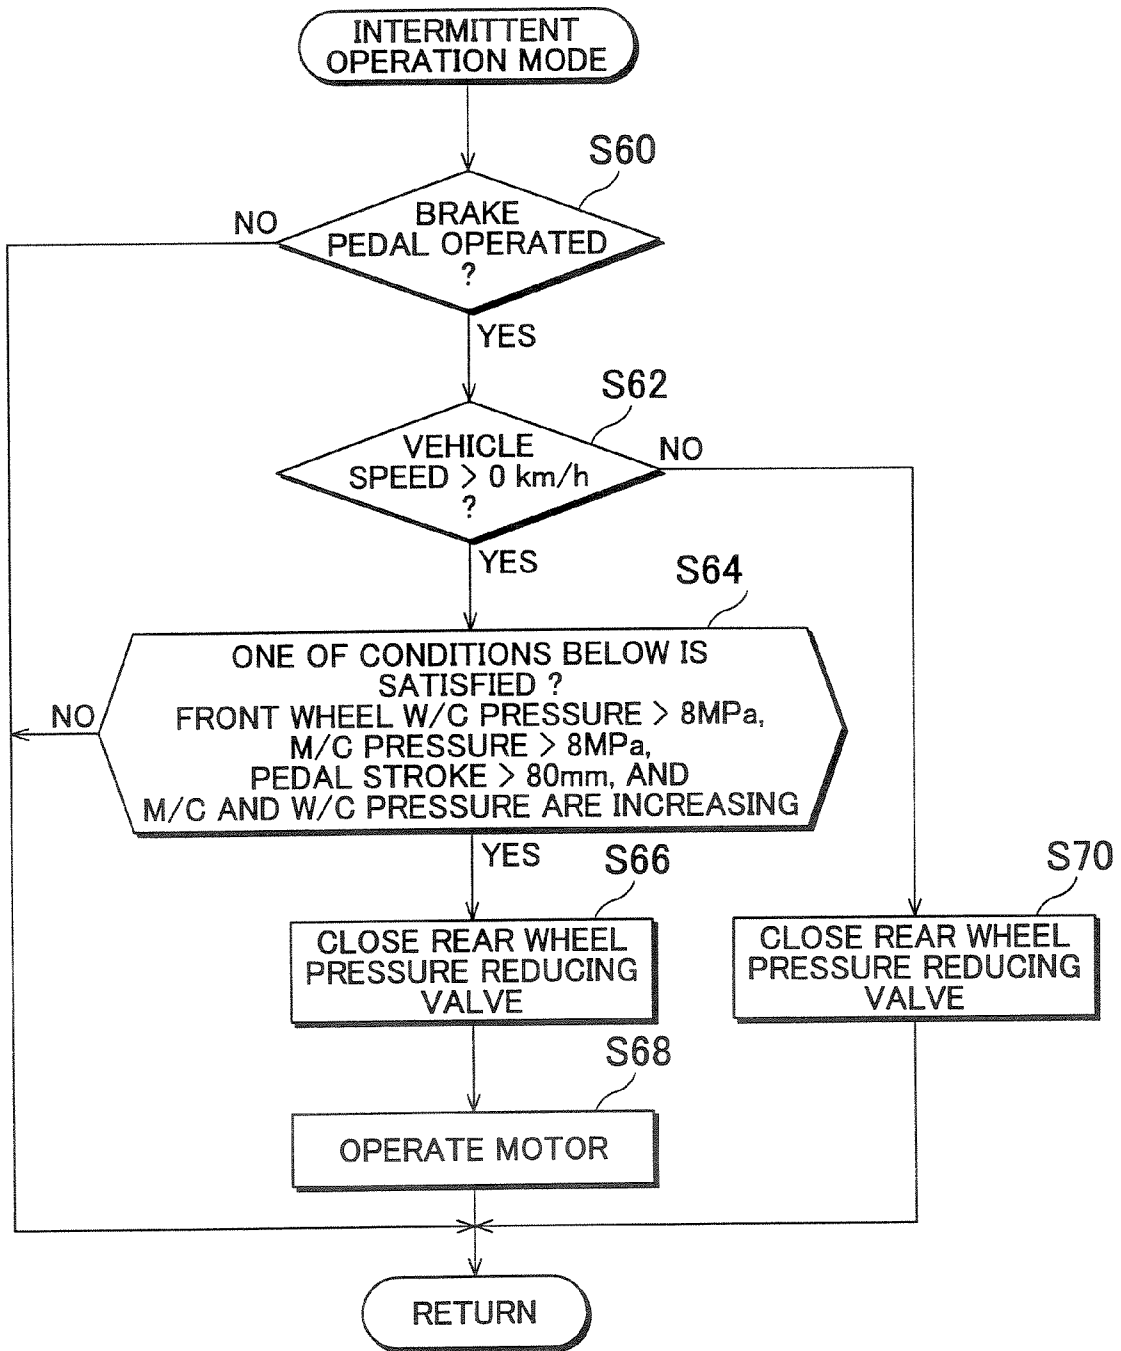 INTERMITTENT
OPERATION MODE
S60
NO
BRAKE
PEDAL OPERATED
?
YES
S62
VEHICLE
SPEED > 0 km/h
?
NO
YES
S64
ONE OF CONDITIONS BELOW IS
SATISFIED ?
FRONT WHEEL W/C PRESSURE > 8MPa,
M/C PRESSURE > 8MPa,
PEDAL STROKE > 80mm, AND
M/C AND W/C PRESSURE ARE INCREASING
NO
YES
S66
CLOSE REAR WHEEL
PRESSURE REDUCING
VALVE
S70
CLOSE REAR WHEEL
PRESSURE REDUCING
VALVE
S68
OPERATE MOTOR
RETURN